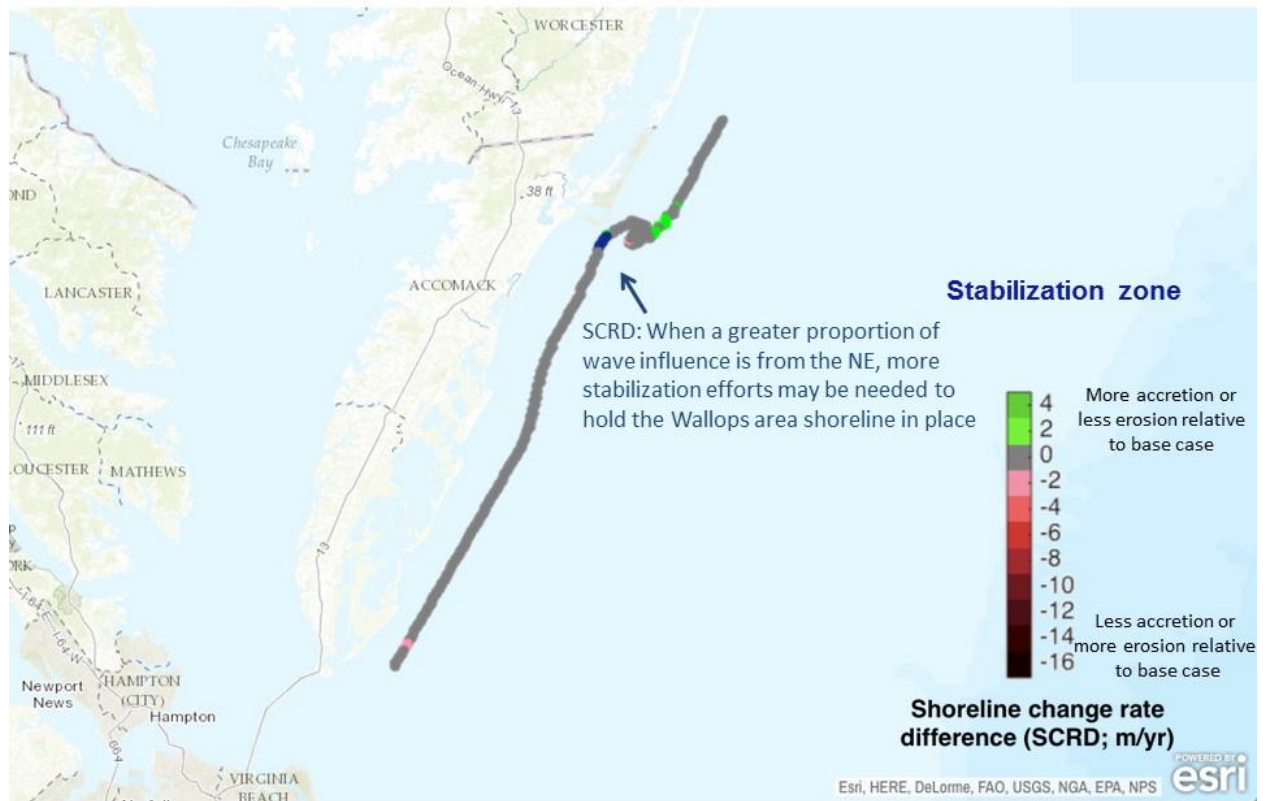 WORCESTER
Ocean Hwy 13
Chesapeake
Bay
38 ft
OND
ACCOMACK
LANCASTER
Stabilization zone
SCRD: When a greater proportion of
wave influence is from the NE, more
stabilization efforts may be needed to
hold the Wallops area shoreline in place
17
MIDDLESEX
111 ft
OUCESTER
MATHEWS
4
2
0
-2
-4
-6
-8
-10
-12
-14
-16
More accretion or
less erosion relative
to base case
Less accretion or
more erosion relative
to base case
13
ORK
I-64 E
I-64 W
Newport
News
HAMPTON
(CITY)
Hampton
664
VIRGINIA
BEACH
Shoreline change rate
difference (SCRD; m/yr)
POWERED BY
esri
Esri, HERE, DeLorme, FAO, USGS, NGA, EPA, NPS